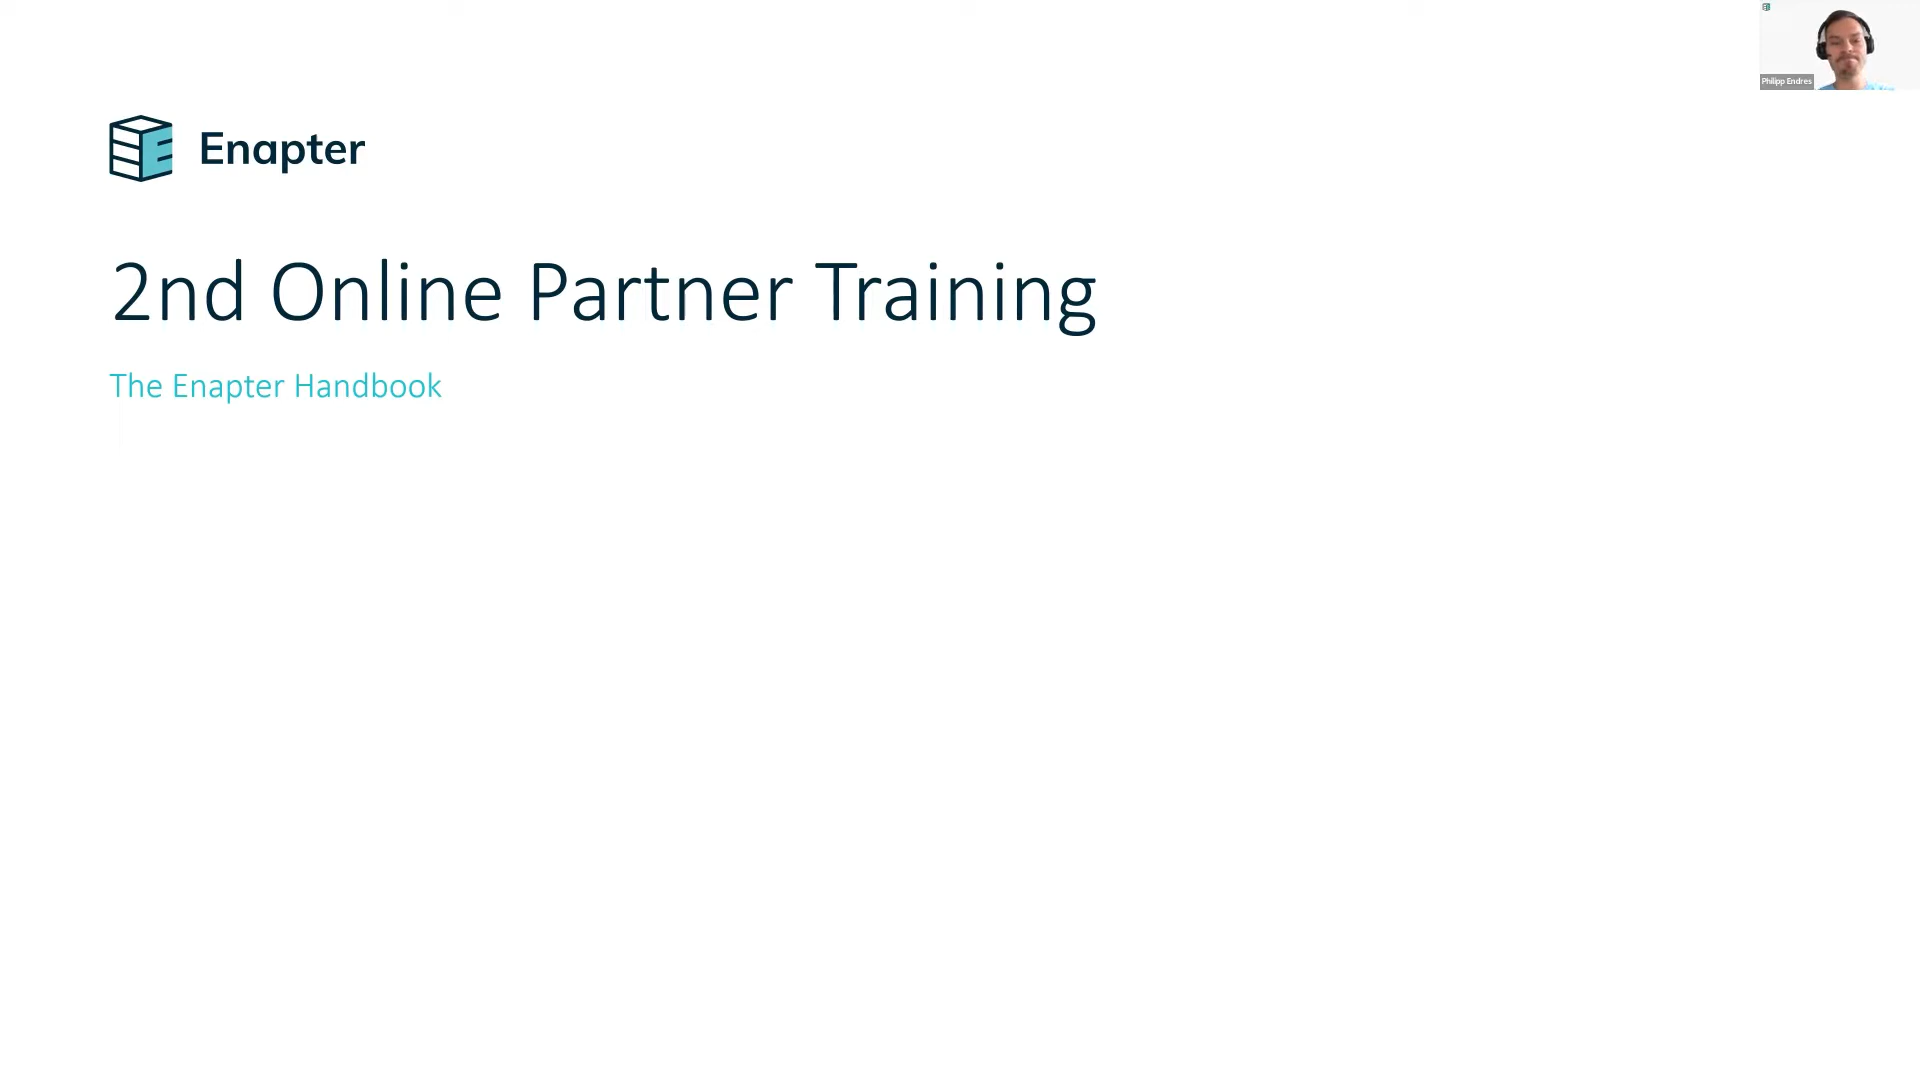 Philipp Endres
Enapter
2nd Online Partner Training
The Enapter Handbook